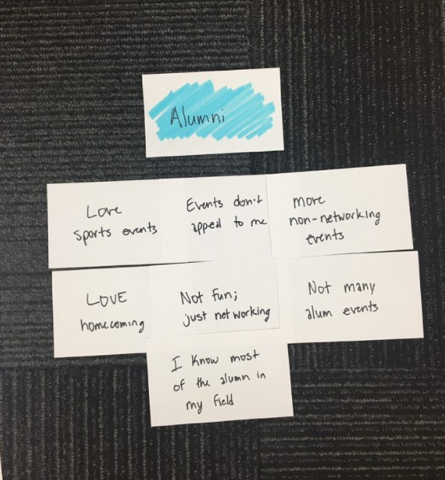 Alumni
Love
sports events
Events don't
appeal to me
more
non-networking
events
LOVE
homecoming
Not fun;
just networking
Not many
alum events
I know most
of the alumn in
my field